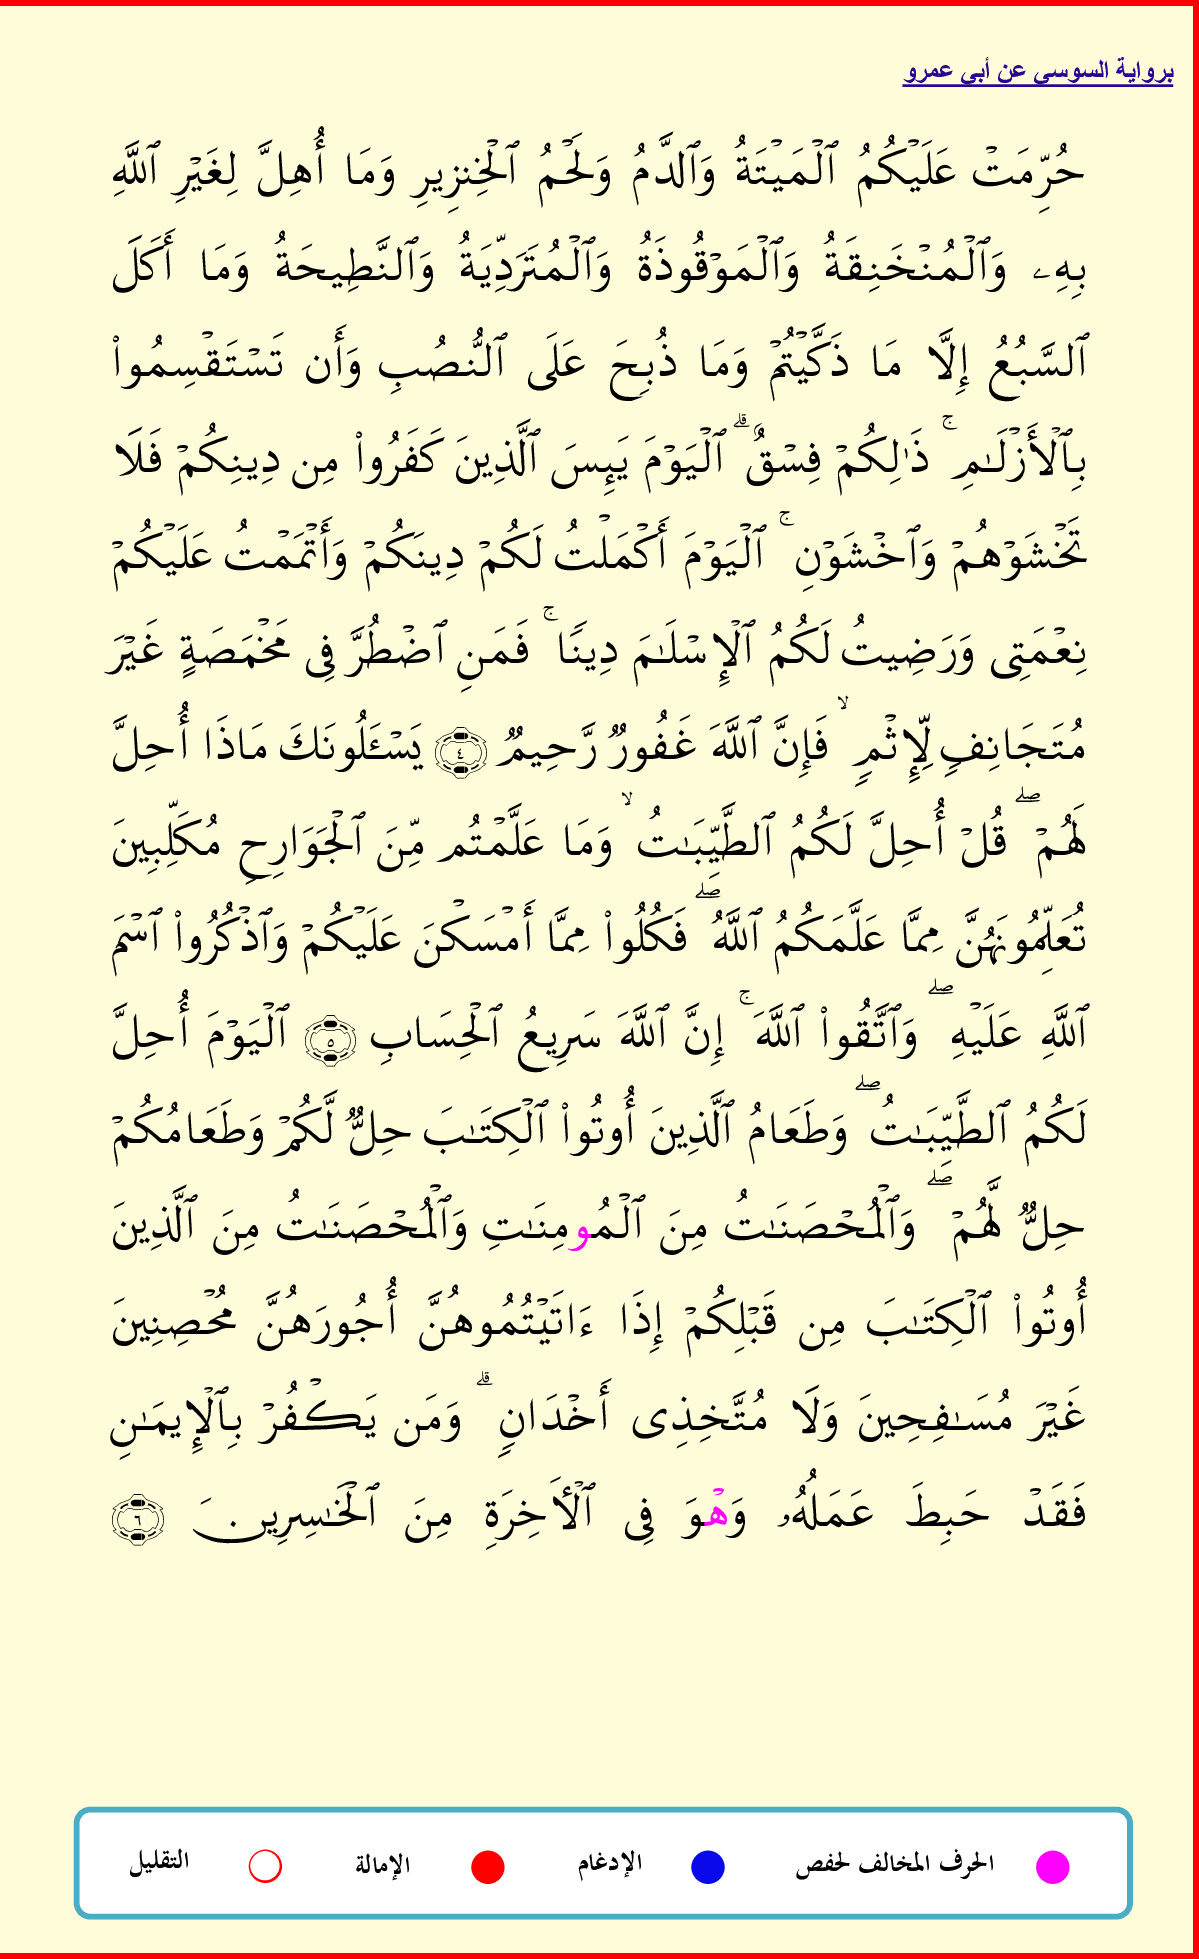 برواية السوسي عن أبي عمرو
حُرِّمَتۡ عَلَيۡكُمُ ٱلۡمَيۡتَةُ وَٱلدَّمُ وَلَحۡمُ ٱلۡخِنزِيرِ وَمَا أُهِلَّ لِغَيۡرِ ٱللَّهِ
بِهِۦ وَٱلۡمُنۡخَنِقَةُ وَٱلۡمَوۡقُوذَةُ وَٱلۡمُتَرَدِّيَةُ وَٱلنَّطِيحَةُ وَمَا أَكَلَ
ٱلسَّبُعُ إِلَّا مَا ذَكَّيۡتُمۡ وَمَا ذُبِحَ عَلَى ٱلنُّصُبِ وَأَن تَسۡتَقۡسِمُواْ
بِٱلۡأَزۡلَٰمِۚ ذَٰلِكُمۡ فِسۡقٌۗ ٱلۡيَوۡمَ يَئِسَ ٱلَّذِينَ كَفَرُواْ مِن دِينِكُمۡ فَلَا
تَخۡشَوۡهُمۡ وَٱخۡشَوۡنِۚ ٱلۡيَوۡمَ أَكۡمَلۡتُ لَكُمۡ دِينَكُمۡ وَأَتۡمَمۡتُ عَلَيۡكُمۡ
نِعۡمَتِي وَرَضِيتُ لَكُمُ ٱلۡإِسۡلَٰمَ دِينٗاۚ فَمَنِ ٱضۡطُرَّ فِي مَخۡمَصَةٍ غَيۡرَ
مُتَجَانِفٖ لِّإِثۡمٖۙ فَإِنَّ ٱللَّهَ غَفُورٞ رَّحِيمٞ ٤ يَسۡـَٔلُونَكَ مَاذَا أُحِلَّ
لَهُمۡۖ قُلۡ أُحِلَّ لَكُمُ ٱلطَّيِّبَٰتُۙ وَمَا عَلَّمۡتُم مِّنَ ٱلۡجَوَارِحِ مُكَلِّبِينَ
تُعَلِّمُونَهُنَّ مِمَّا عَلَّمَكُمُ ٱللَّهُۖ فَكُلُواْ مِمَّا أَمۡسَكۡنَ عَلَيۡكُمۡ وَٱذۡكُرُواْ ٱسۡمَ
ٱللَّهِ عَلَيۡهِۖ وَٱتَّقُواْ ٱللَّهَۚ إِنَّ ٱللَّهَ سَرِيعُ ٱلۡحِسَابِ ٥ ٱلۡيَوۡمَ أُحِلَّ
لَكُمُ ٱلطَّيِّبَٰتُۖ وَطَعَامُ ٱلَّذِينَ أُوتُواْ ٱلۡكِتَٰبَ حِلّٞ لَّكُمۡ وَطَعَامُكُمۡ
حِلّٞ لَّهُمۡۖ وَٱلۡمُحۡصَنَٰتُ مِنَ ٱلۡمُومِنَٰتِ وَٱلۡمُحۡصَنَٰتُ مِنَ ٱلَّذِينَ
أُوتُواْ ٱلۡكِتَٰبَ مِن قَبۡلِكُمۡ إِذَا ءَاتَيۡتُمُوهُنَّ أُجُورَهُنَّ مُحۡصِنِينَ
غَيۡرَ مُسَٰفِحِينَ وَلَا مُتَّخِذِي أَخۡدَانٖۗ وَمَن يَكۡفُرۡ بِٱلۡإِيمَٰنِ
فَقَدۡ حَبِطَ عَمَلُهُۥ وَهۡوَ فِي ٱلۡأٓخِرَةِ مِنَ ٱلۡخَٰسِرِينَ ٦
الحرف المخالف لحفص الإدغام الإمالة التقليل